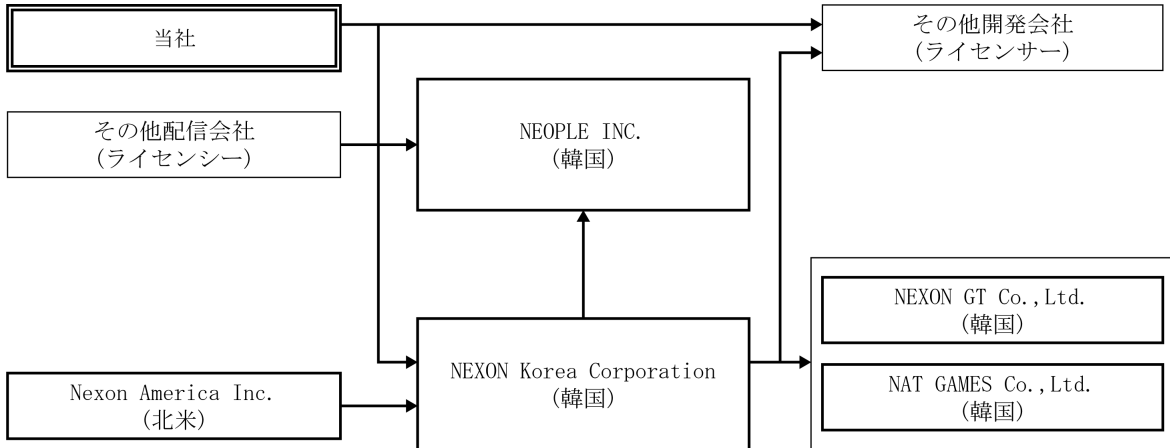 当社
その他開発会社
(ライセンサー)
その他配信会社
(ライセンシー)
NEOPLE INC.
(韓国)
NEXON GT Co.,Ltd.
(韓国)
NEXON Korea Corporation
(韓国)
Nexon America Inc.
(北米)
NAT GAMES Co.,Ltd.
(韓国)